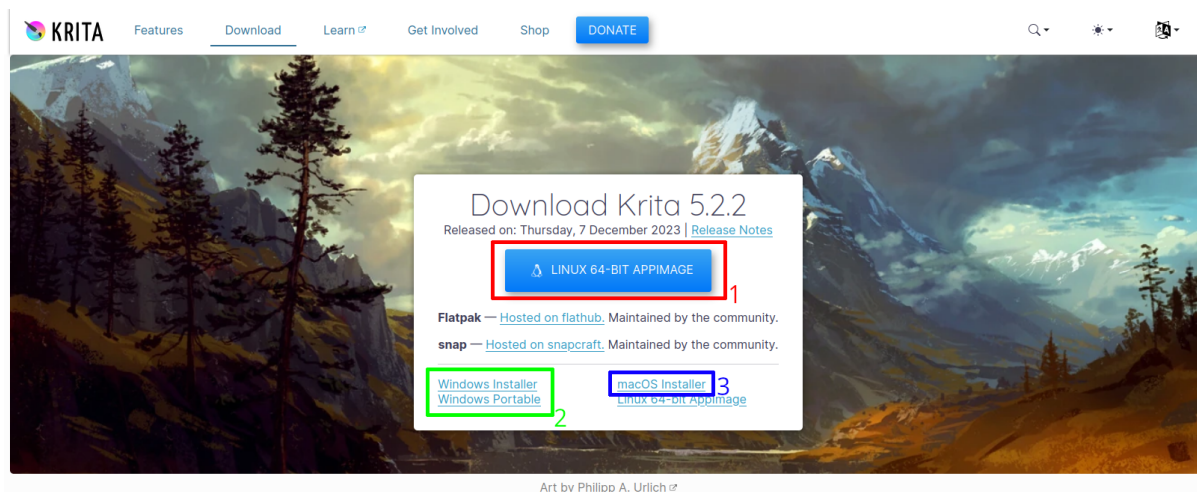 KRITA Features Download Learn Get Involved Shop DONATE
Download Krita 5.2.2
Released on: Thursday, 7 December 2023 | Release Notes
LINUX 64-BIT APPIMAGE
1
Flatpak — Hosted on flathub. Maintained by the community.
snap — Hosted on snapcraft. Maintained by the community.
Windows Installer macOS Installer 3
Windows Portable Linux 64-bit AppImage
2
Art by Philipp A. Urlich